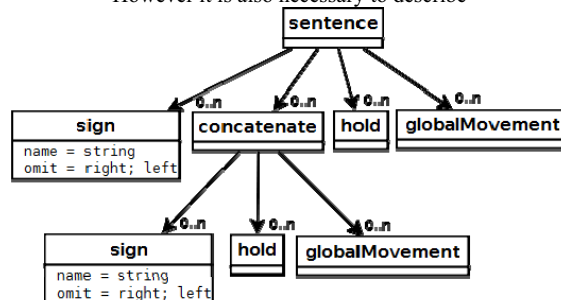 However it is also necessary to describe
sentence
0..n 0..n 0..n 0..n
sign concatenate hold globalMovement
name = string
omit = right; left
0..n 0..n 0..n
sign hold globalMovement
name = string
omit = right; left